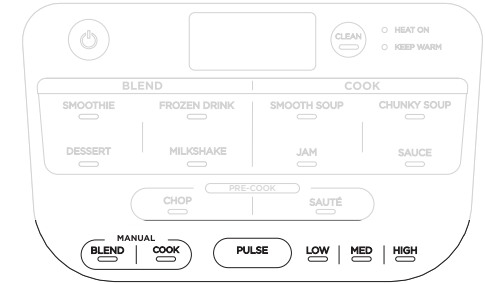 CLEAN
HEAT ON
KEEP WARM
BLEND COOK
SMOOTHIE FROZEN DRINK SMOOTH SOUP CHUNKY SOUP
DESSERT MILKSHAKE JAM SAUCE
PRE-COOK
CHOP SAUTÉ
MANUAL
BLEND COOK PULSE LOW MED HIGH